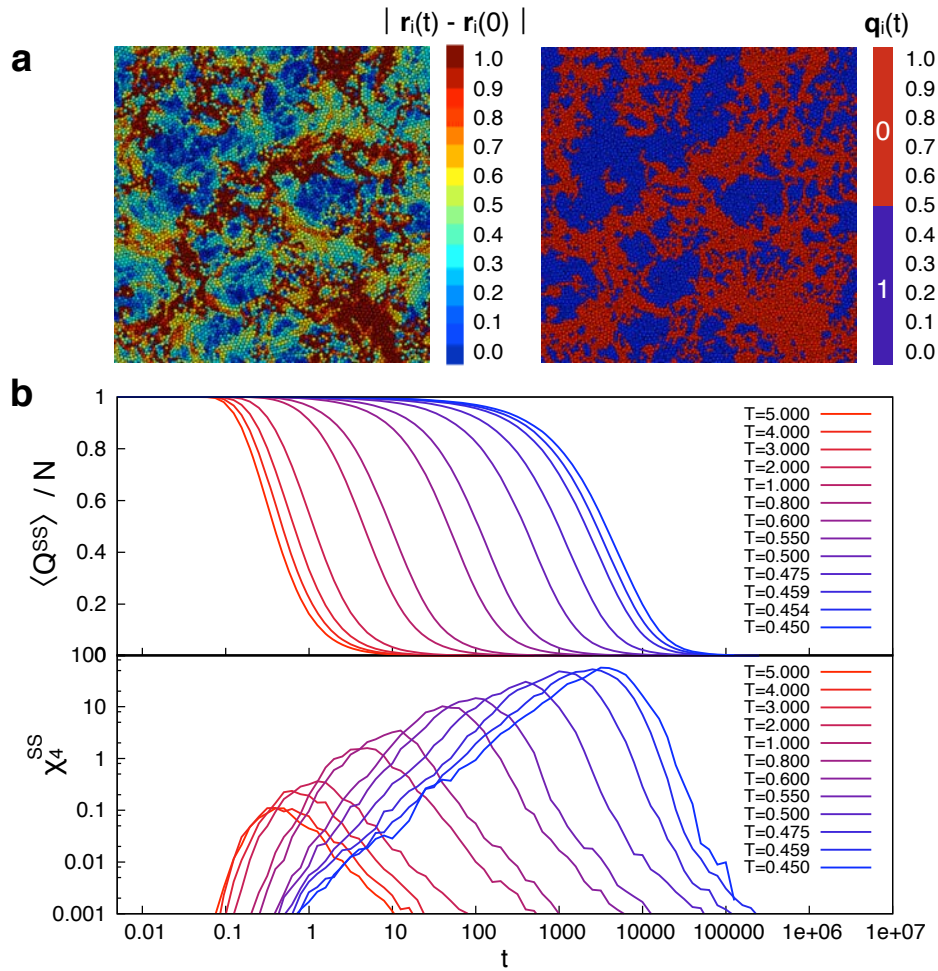 | rᵢ(t) - rᵢ(0) |
qᵢ(t)
a
1.0
0.9
0.8
0.7
0.6
0.5
0.4
0.3
0.2
0.1
0.0
0
1
1.0
0.9
0.8
0.7
0.6
0.5
0.4
0.3
0.2
0.1
0.0
b
⟨Q^SS⟩ / N
1
0.8
0.6
0.4
0.2
0
T=5.000
T=4.000
T=3.000
T=2.000
T=1.000
T=0.800
T=0.600
T=0.550
T=0.500
T=0.475
T=0.459
T=0.454
T=0.450
χ₄^SS
100
10
1
0.1
0.01
0.001
T=5.000
T=4.000
T=3.000
T=2.000
T=1.000
T=0.800
T=0.600
T=0.550
T=0.500
T=0.475
T=0.459
T=0.450
0.01 0.1 1 10 100 1000 10000 100000 1e+06 1e+07
t